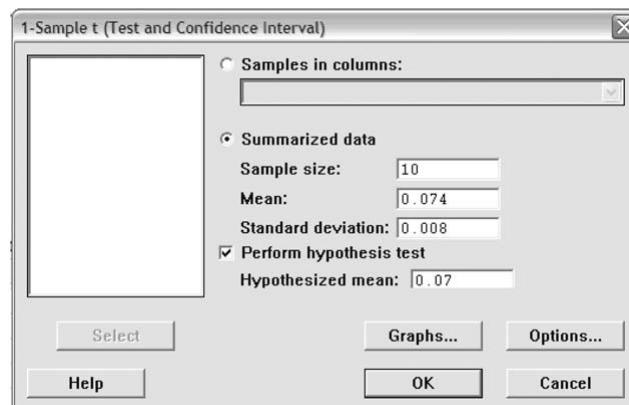 1-Sample t (Test and Confidence Interval)
Samples in columns:
Summarized data
Sample size: 10
Mean: 0.074
Standard deviation: 0.008
Perform hypothesis test
Hypothesized mean: 0.07
Select
Graphs...
Options...
Help
OK
Cancel